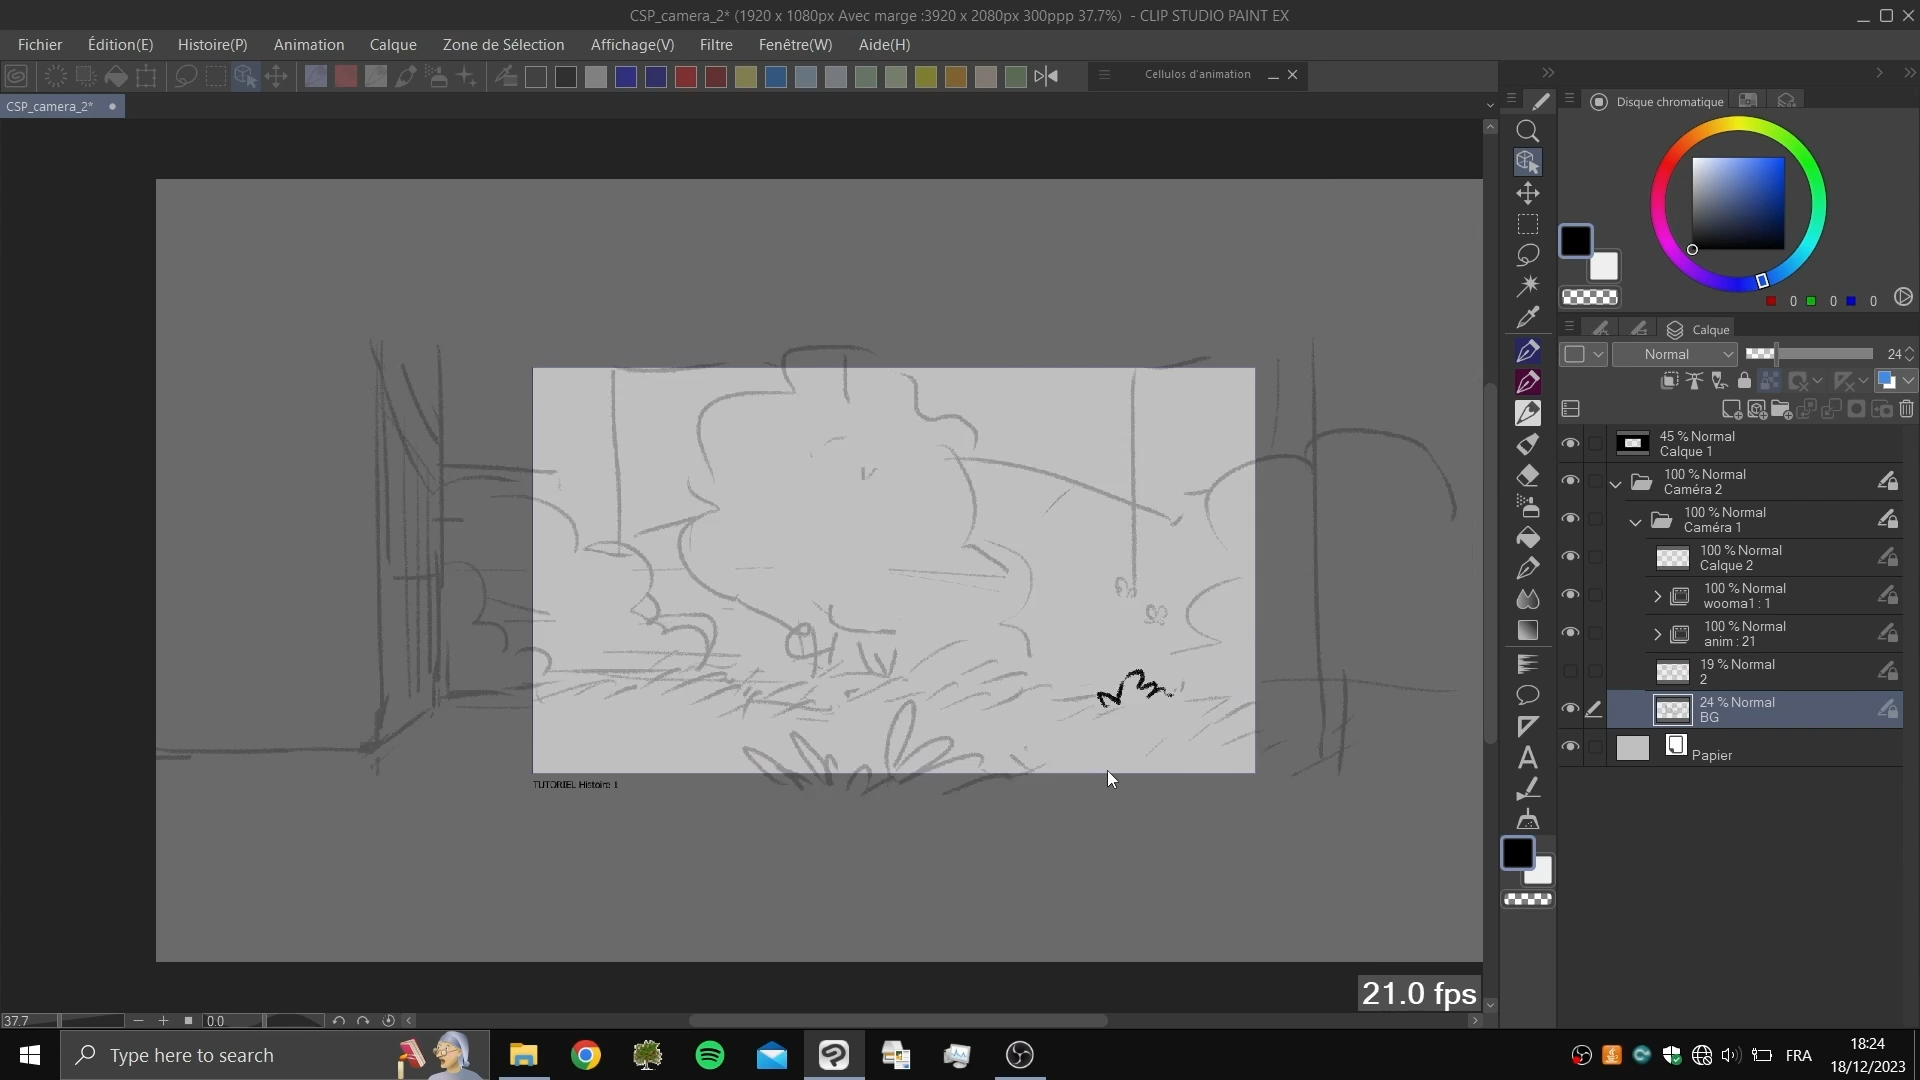 CSP_camera_2* (1920 x 1080px Avec marge :3920 x 2080px 300ppp 37.7%)  - CLIP STUDIO PAINT EX
Fichier Édition(E) Histoire(P) Animation Calque Zone de Sélection Affichage(V) Filtre Fenêtre(W) Aide(H)
Cellulos d'animation
CSP_camera_2*
Disque chromatique
0 0 0
Calque
Normal 24
45 % Normal
Calque 1
100 % Normal
Caméra 2
100 % Normal
Caméra 1
100 % Normal
Calque 2
100 % Normal
wooma1 : 1
100 % Normal
anim : 21
19 % Normal
2
24 % Normal
BG
Papier
TUTORIEL Histoire 1
21.0 fps
37.7 0.0
Type here to search
FRA
18:24
18/12/2023